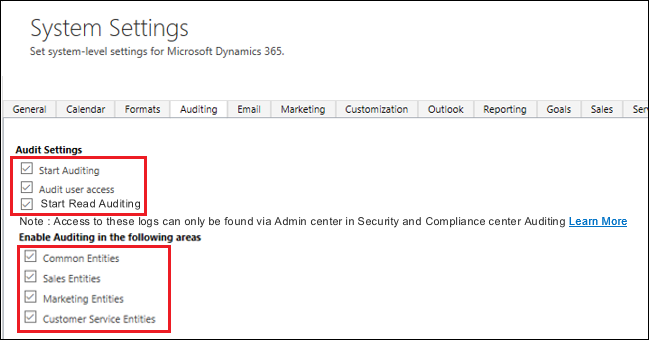 System Settings
Set system-level settings for Microsoft Dynamics 365.
General Calendar Formats Auditing Email Marketing Customization Outlook Reporting Goals Sales Ser
Audit Settings
Start Auditing
Audit user access
Start Read Auditing
Note : Access to these logs can only be found via Admin center in Security and Compliance center Auditing Learn More
Enable Auditing in the following areas
Common Entities
Sales Entities
Marketing Entities
Customer Service Entities